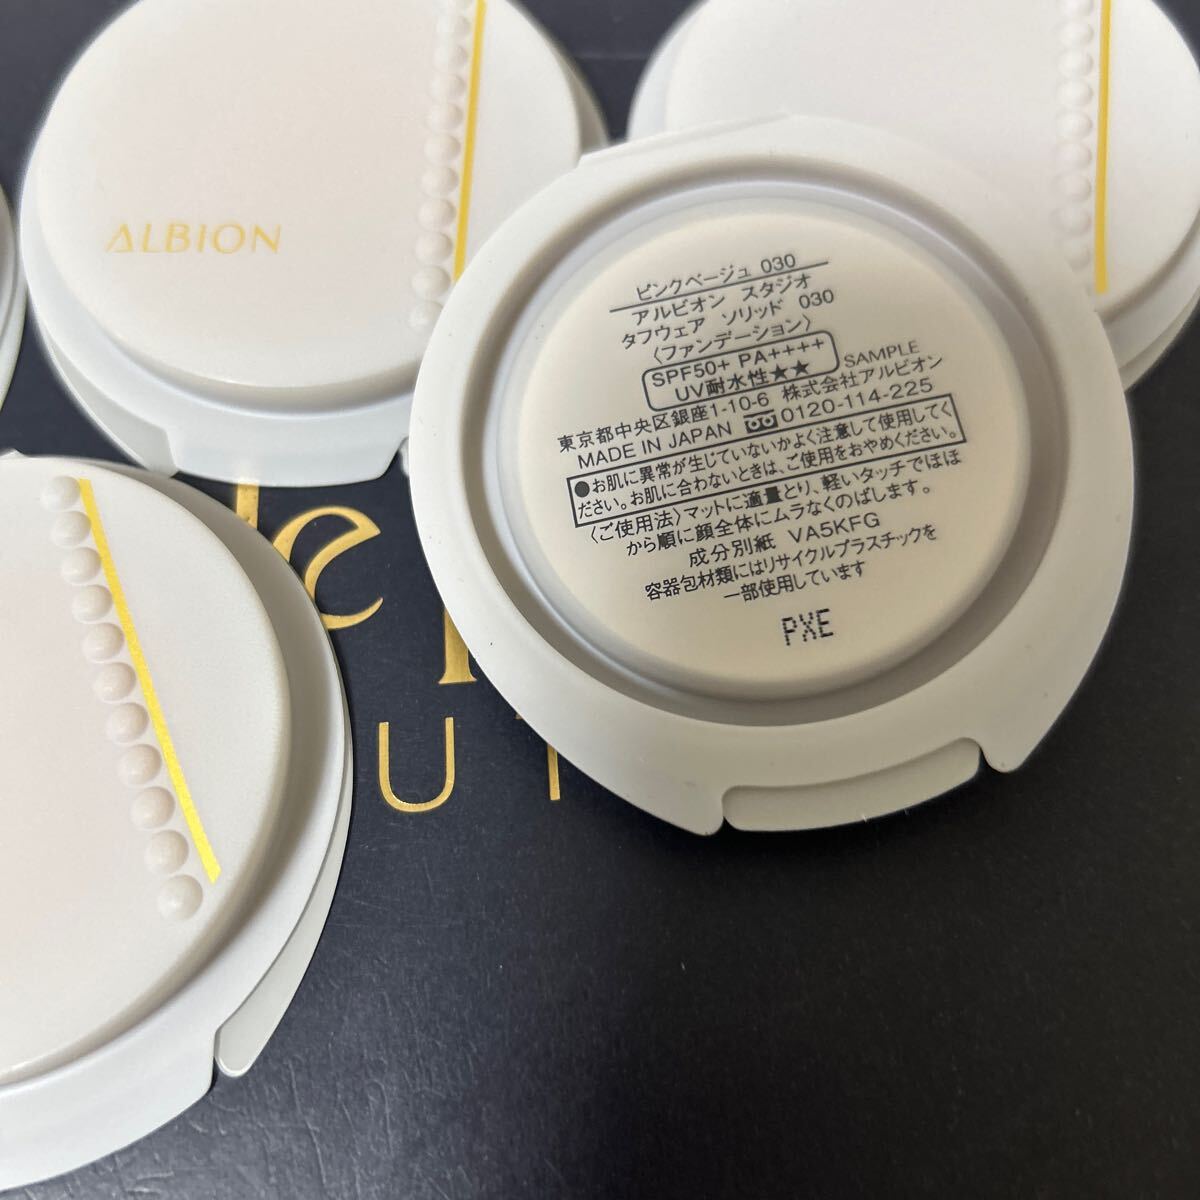 ALBION
ピンクベージュ 030
アルビオン スタジオ
タフウェア ソリッド 030
〈ファンデーション〉
SPF50+ PA++++
UV耐水性★★
SAMPLE
株式会社アルビオン
東京都中央区銀座1-10-6
MADE IN JAPAN 0120-114-225
●お肌に異常が生じていないかよく注意して使用してく
ださい。お肌に合わないときは、ご使用をおやめください。
〈ご使用法〉マットに適量とり、軽いタッチでほほ
から順に顔全体にムラなくのばします。
成分別紙 VA5KFG
容器包材類にはリサイクルプラスチックを
一部使用しています
PXE